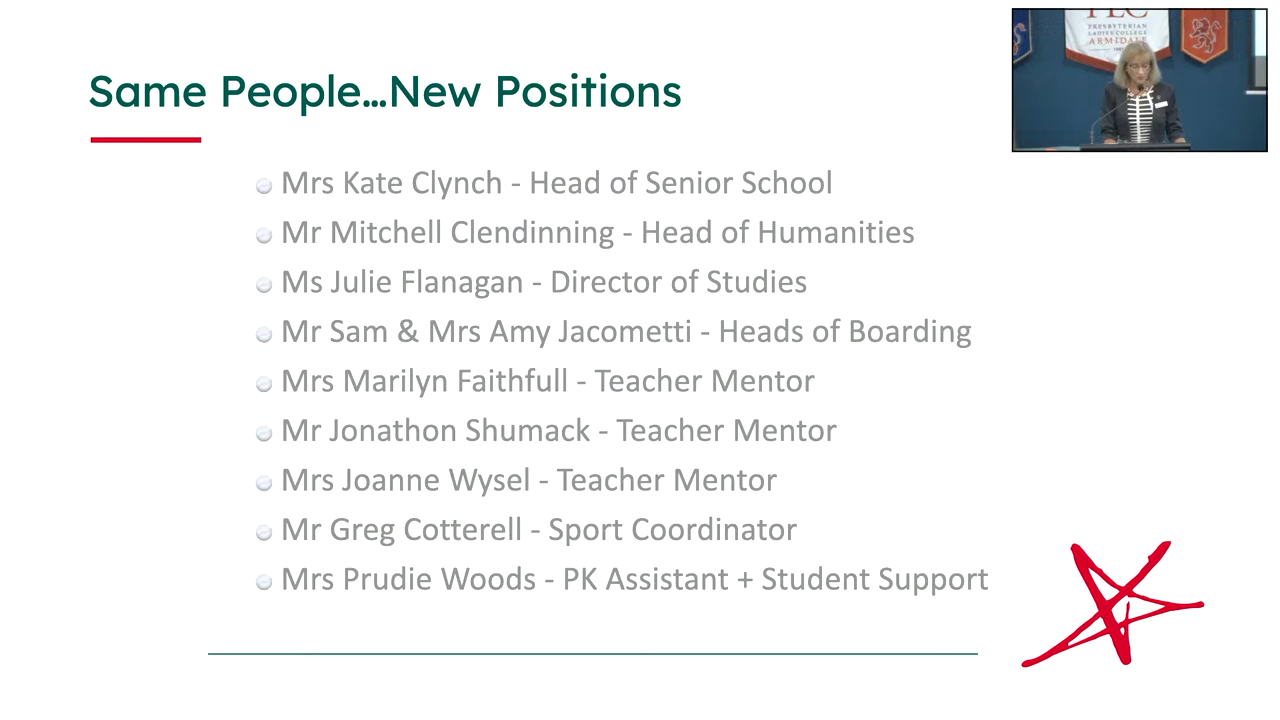 PLC
PRESBYTERIAN
LADIES COLLEGE
ARMIDALE
Same People...New Positions
Mrs Kate Clynch - Head of Senior School
Mr Mitchell Clendinning - Head of Humanities
Ms Julie Flanagan - Director of Studies
Mr Sam & Mrs Amy Jacometti - Heads of Boarding
Mrs Marilyn Faithfull - Teacher Mentor
Mr Jonathon Shumack - Teacher Mentor
Mrs Joanne Wysel - Teacher Mentor
Mr Greg Cotterell - Sport Coordinator
Mrs Prudie Woods - PK Assistant + Student Support